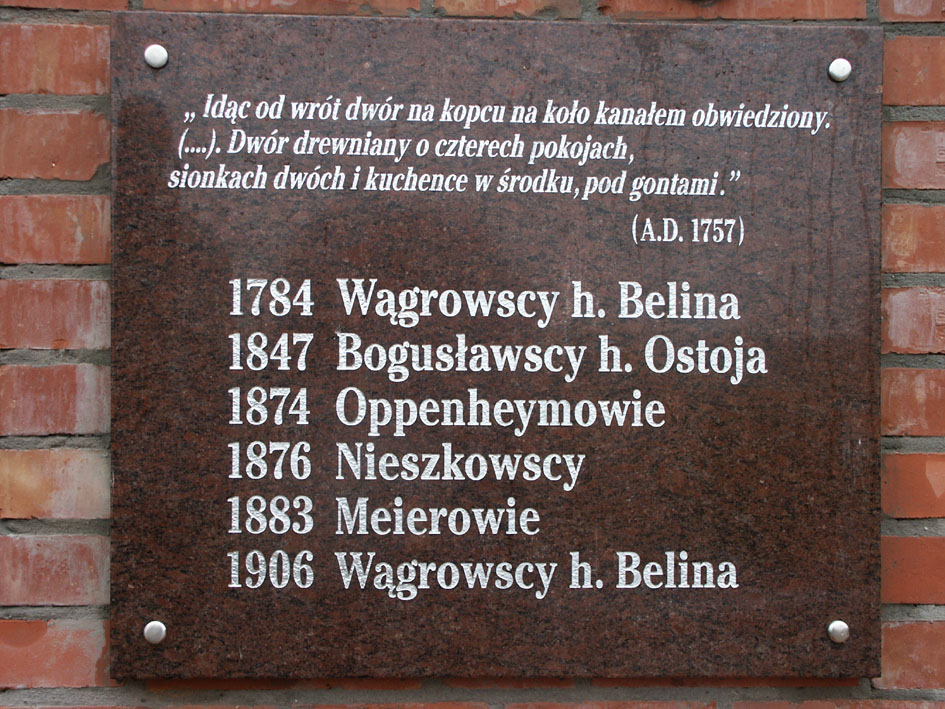 „ Idąc od wrót dwór na kopcu na koło kanałem obwiedziony.
(....). Dwór drewniany o czterech pokojach,
sionkach dwóch i kuchence w środku, pod gontami.”
(A.D. 1757)
1784 Wągrowscy h. Belina
1847 Bogusławscy h. Ostoja
1874 Oppenheymowie
1876 Nieszkowscy
1883 Meierowie
1906 Wągrowscy h. Belina